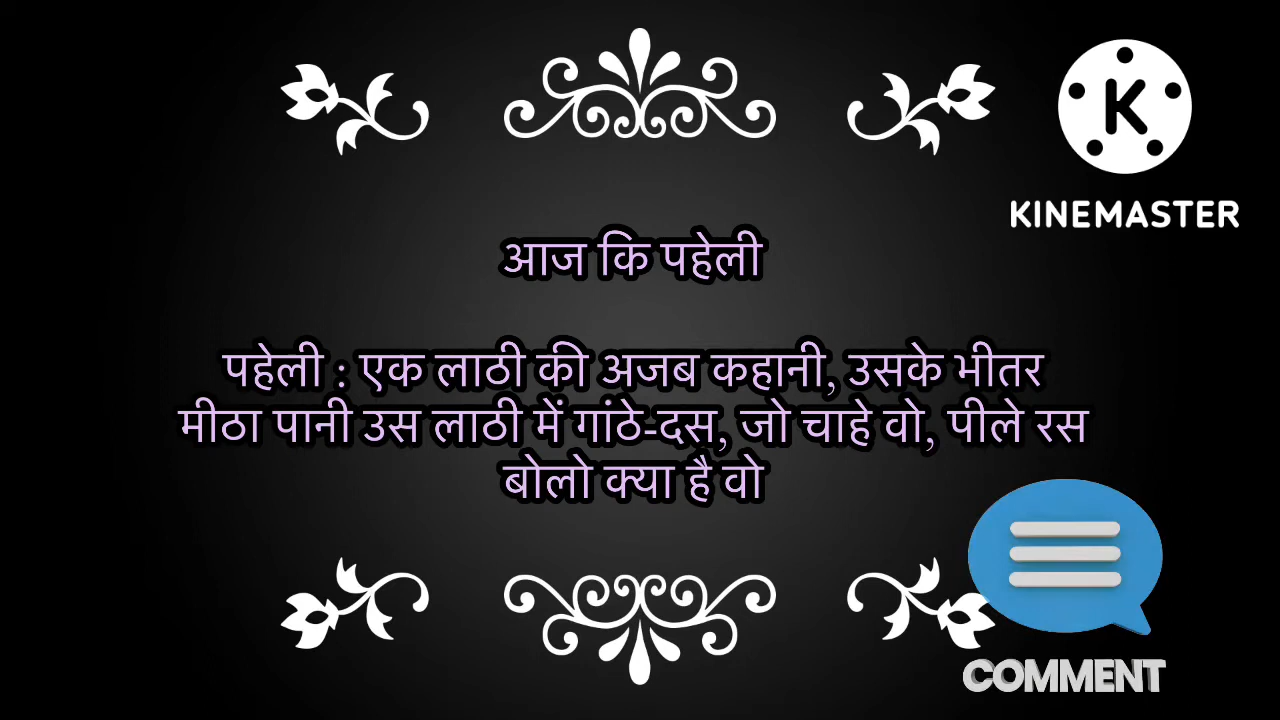 K
KINEMASTER
आज कि पहेली
पहेली : एक लाठी की अजब कहानी, उसके भीतर
मीठा पानी उस लाठी में गांठे-दस, जो चाहे वो, पीले रस
बोलो क्या है वो
COMMENT